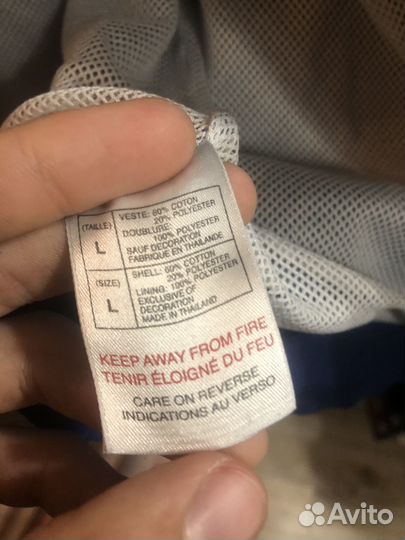 (TAILLE)
L
VESTE: 80% COTON
20% POLYESTER
DOUBLURE:
100% POLYESTER
SAUF DECORATION
FABRIQUE EN THAILANDE
(SIZE)
L
SHELL: 80% COTTON
20% POLYESTER
LINING: 100% POLYESTER
EXCLUSIVE OF
DECORATION
MADE IN THAILAND
KEEP AWAY FROM FIRE
TENIR ÉLOIGNÉ DU FEU
CARE ON REVERSE
INDICATIONS AU VERSO
Avito